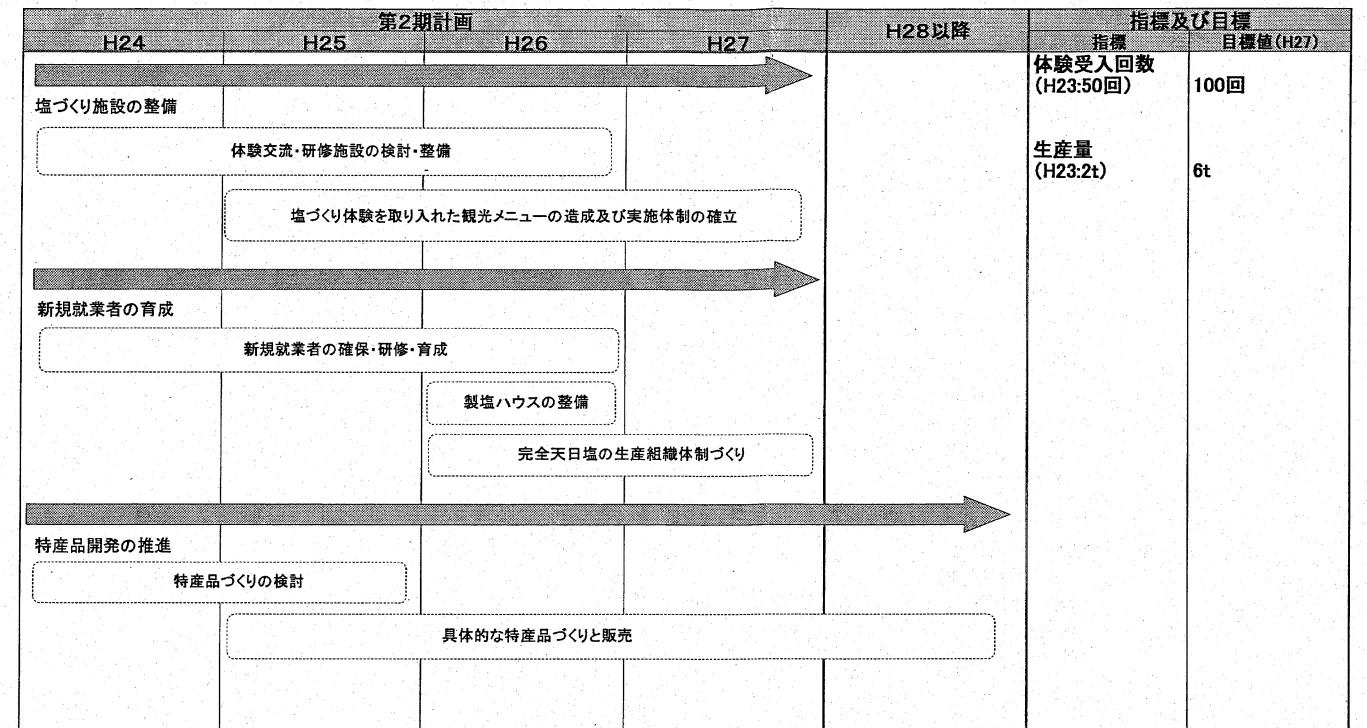 第2期計画
H24
H25
H26
H27
H28以降
指標及び目標
指標
目標値(H27)
塩づくり施設の整備
体験交流・研修施設の検討・整備
塩づくり体験を取り入れた観光メニューの造成及び実施体制の確立
新規就業者の育成
新規就業者の確保・研修・育成
製塩ハウスの整備
完全天日塩の生産組織体制づくり
特産品開発の推進
特産品づくりの検討
具体的な特産品づくりと販売
体験受入回数
(H23:50回)
100回
生産量
(H23:2t)
6t